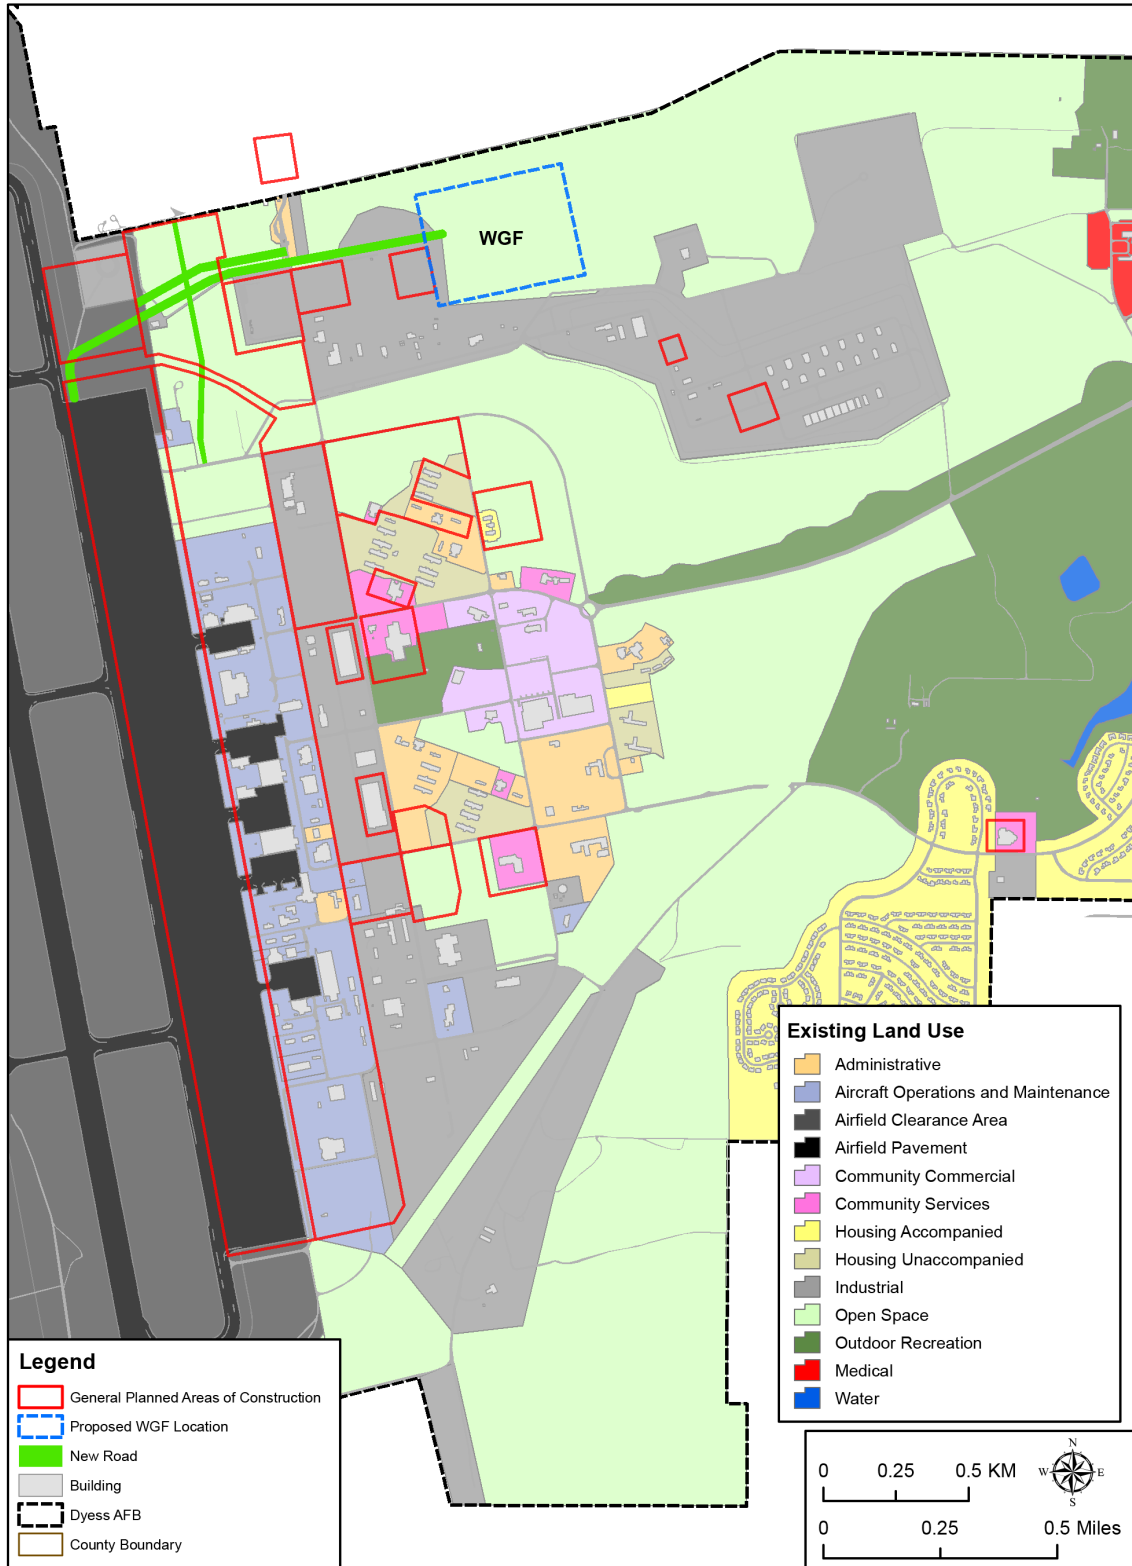 WGF
Existing Land Use
Administrative
Aircraft Operations and Maintenance
Airfield Clearance Area
Airfield Pavement
Community Commercial
Community Services
Housing Accompanied
Housing Unaccompanied
Industrial
Open Space
Outdoor Recreation
Medical
Water
Legend
General Planned Areas of Construction
Proposed WGF Location
New Road
Building
Dyess AFB
County Boundary
0 0.25 0.5 KM
N
W E
S
0 0.25 0.5 Miles